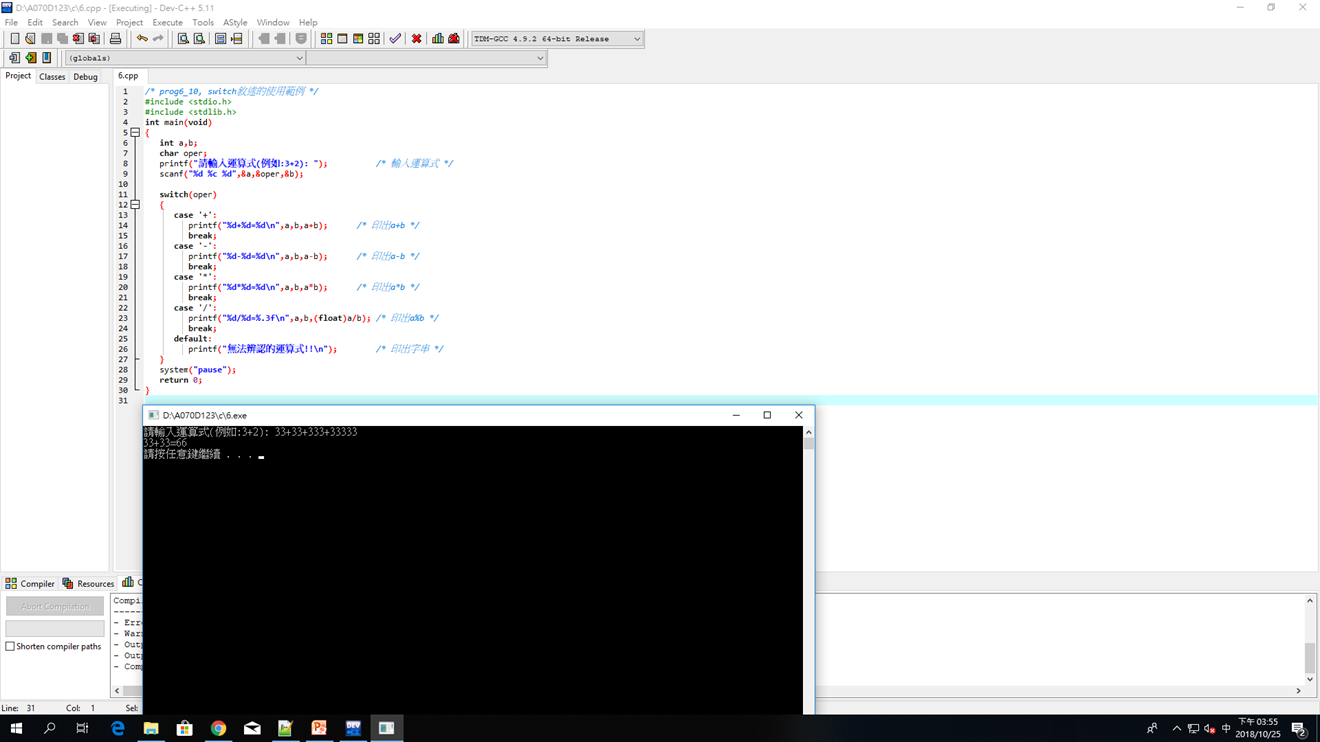 D:\A070D123\c\6.cpp - [Executing] - Dev-C++ 5.11
File Edit Search View Project Execute Tools AStyle Window Help
TDM-GCC 4.9.2 64-bit Release
(globals)
Project Classes Debug
6.cpp
1 /* prog6_10, switch敘述的使用範例 */
2 #include <stdio.h>
3 #include <stdlib.h>
4 int main(void)
5 {
6 int a,b;
7 char oper;
8 printf("請輸入運算式(例如:3+2): "); /* 輸入運算式 */
9 scanf("%d %c %d",&a,&oper,&b);
10
11 switch(oper)
12 {
13 case '+':
14 printf("%d+%d=%d\n",a,b,a+b); /* 印出a+b */
15 break;
16 case '-':
17 printf("%d-%d=%d\n",a,b,a-b); /* 印出a-b */
18 break;
19 case '*':
20 printf("%d*%d=%d\n",a,b,a*b); /* 印出a*b */
21 break;
22 case '/':
23 printf("%d/%d=%.3f\n",a,b,(float)a/b); /* 印出a%b */
24 break;
25 default:
26 printf("無法辨認的運算式!!\n"); /* 印出字串 */
27 }
28 system("pause");
29 return 0;
30 }
31
D:\A070D123\c\6.exe
請輸入運算式(例如:3+2): 33+33+333+33333
33+33=66
請按任意鍵繼續 . . .
Compiler Resources C
Abort Compilation
Shorten compiler paths
Compi
- Erro
- Warn
- Outp
- Outp
- Comp
Line: 31 Col: 1 Sel:
DEV
中
下午 03:55
2018/10/25
2